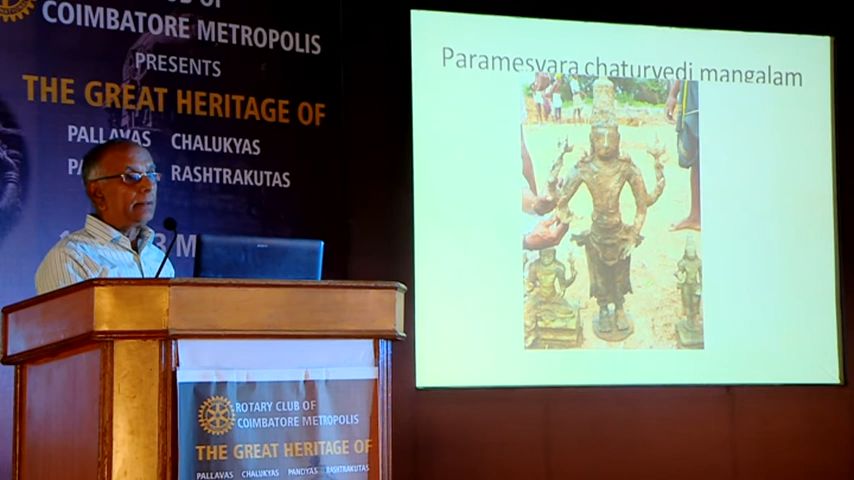 COIMBATORE METROPOLIS
PRESENTS
THE GREAT HERITAGE OF
PALLAVAS CHALUKYAS
RASHTRAKUTAS
Paramesvara chaturvedi mangalam
SONY
ROTARY CLUB OF
COIMBATORE METROPOLIS
THE GREAT HERITAGE OF
PALLAVAS CHALUKYAS PANDYAS RASHTRAKUTAS